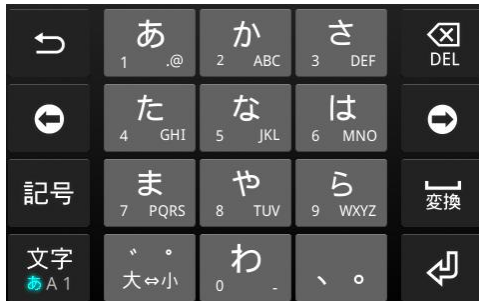 あ か さ
1 .@ 2 ABC 3 DEF DEL
た な は
4 GHI 5 JKL 6 MNO
記号 ま や ら
7 PQRS 8 TUV 9 WXYZ 変換
文字 ゛ ゜ わ 、 。
あA1 大⇔小 0 -